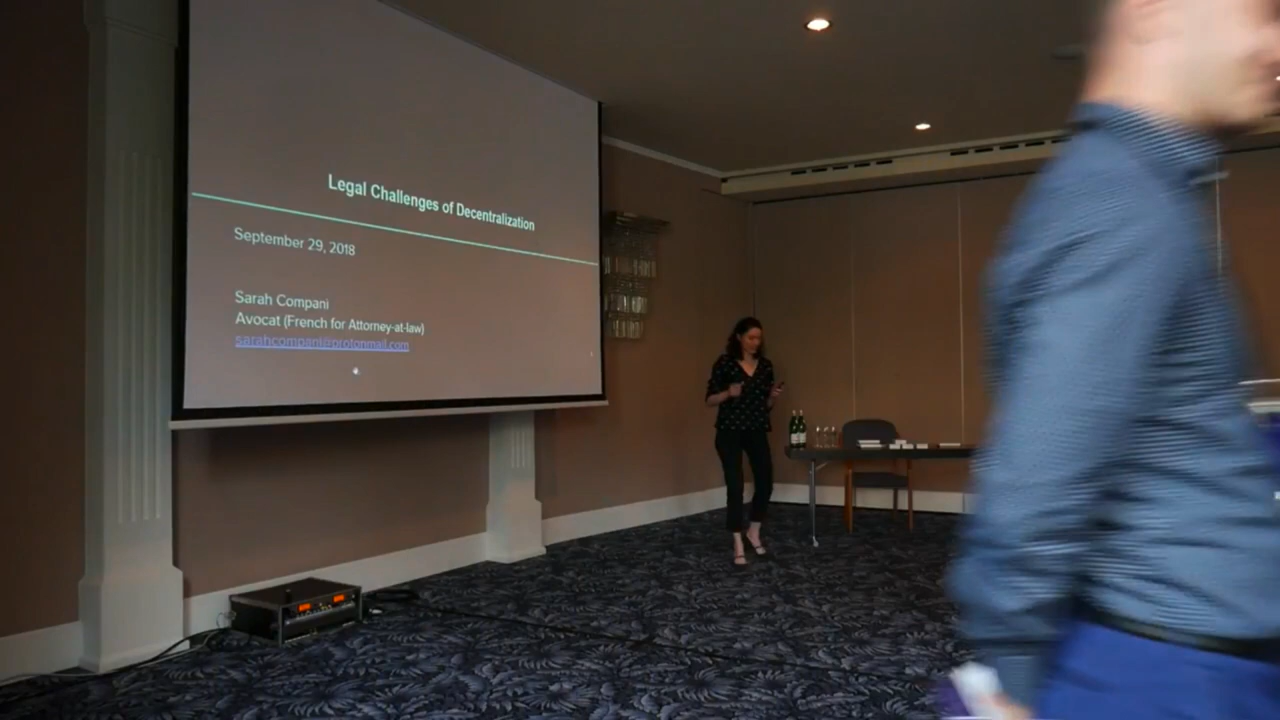 Legal Challenges of Decentralization
September 29, 2018
Sarah Compani
Avocat (French for Attorney-at-law)
sarahcompani@protonmail.com